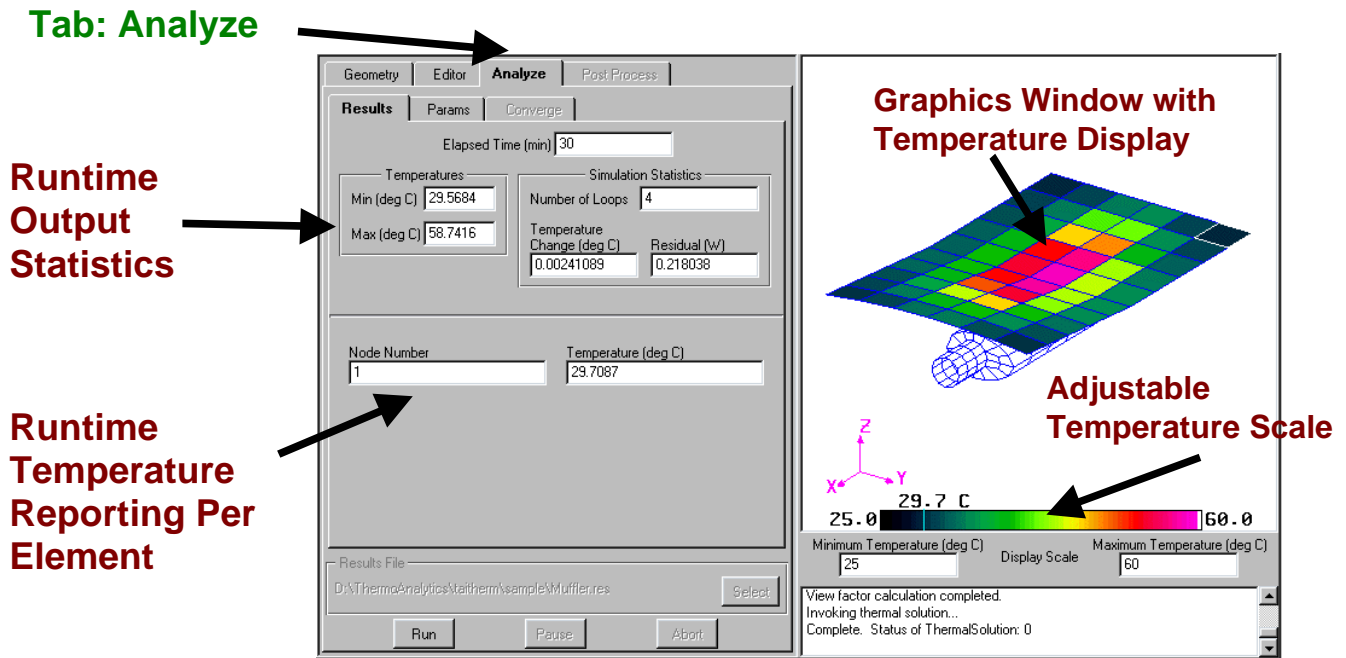 Tab: Analyze
Geometry Editor Analyze Post Process
Results Params Converge
Elapsed Time (min) 30
Runtime
Output
Statistics
Temperatures
Min (deg C) 29.5684
Max (deg C) 58.7416
Simulation Statistics
Number of Loops 4
Temperature
Change (deg C) Residual (W)
0.00241089 0.218038
Node Number Temperature (deg C)
1 29.7087
Runtime
Temperature
Reporting Per
Element
Results File
D:\ThermoAnalytics\taitherm\sample\Muffler.res Select
Run Pause Abort
Graphics Window with
Temperature Display
Adjustable
Temperature Scale
Z
X Y
29.7 C
25.0 60.0
Minimum Temperature (deg C) Display Scale Maximum Temperature (deg C)
25 60
View factor calculation completed.
Invoking thermal solution...
Complete. Status of ThermalSolution: 0